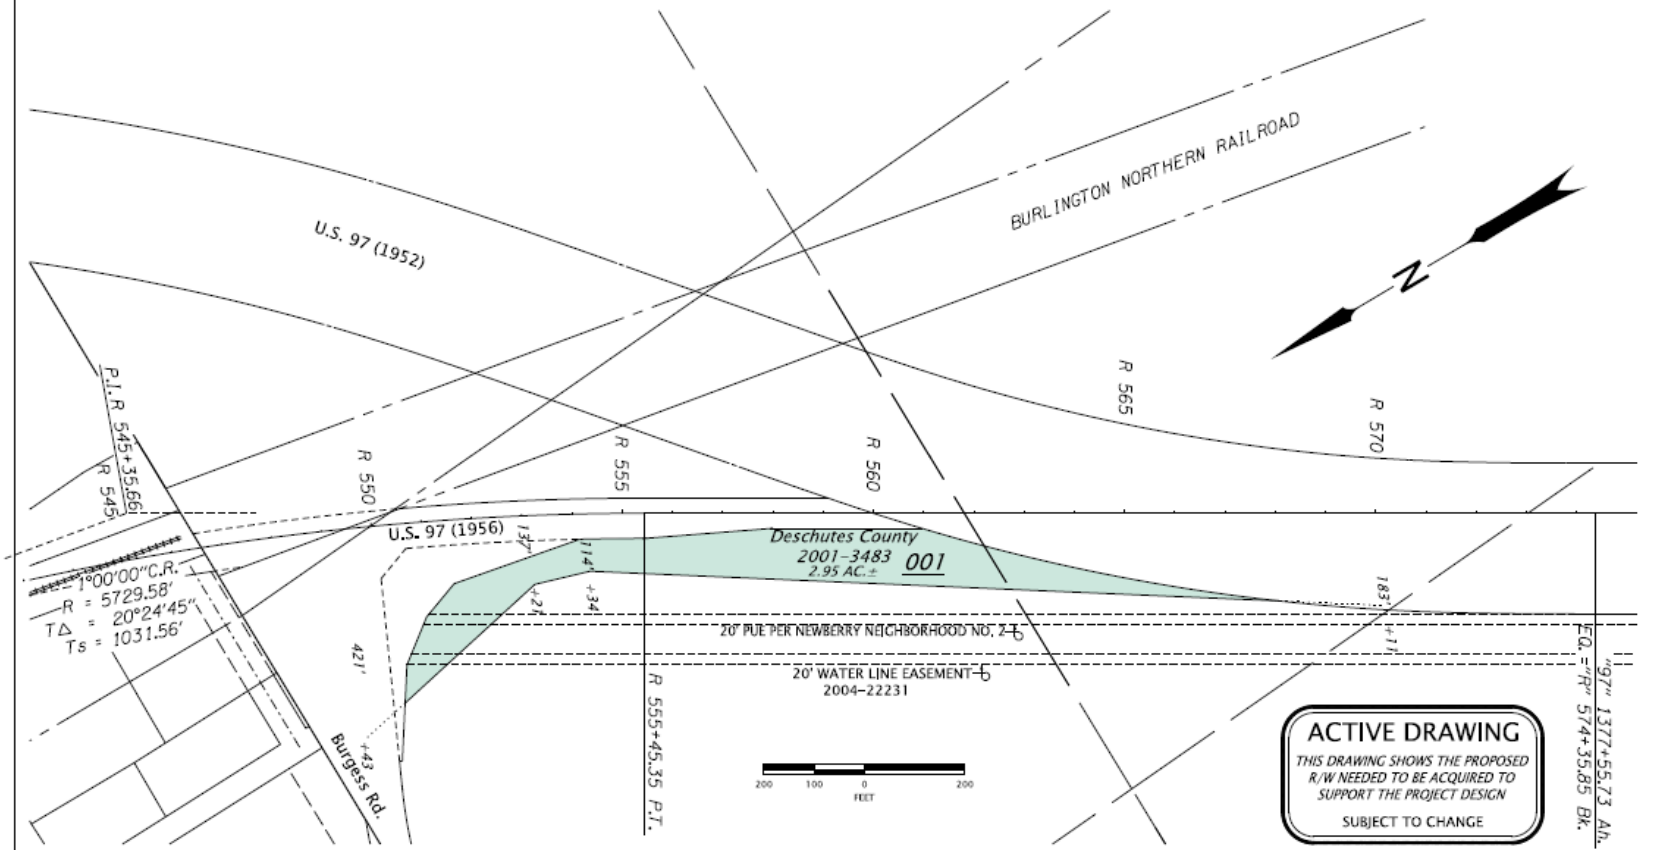 BURLINGTON NORTHERN RAILROAD
U.S. 97 (1952)
N
P.I. R 545+35.66
R 545
R 550
R 555
R 560
R 565
R 570
U.S. 97 (1956)
137'
114'
+21
+34
Deschutes County
2001-3483
2.95 AC.±
001
183'
+11
1°00'00"C.R.
R = 5729.58'
TΔ = 20°24'45"
Ts = 1031.56'
421'
+43
Burgess Rd.
20' PUE PER NEWBERRY NEIGHBORHOOD NO. 2
20' WATER LINE EASEMENT
2004-22231
R 555+45.35 P.T.
200 100 0 200
FEET
"97" 1377+55.73 Ah.
EQ. ="R" 574+35.85 Bk.
ACTIVE DRAWING
THIS DRAWING SHOWS THE PROPOSED
R/W NEEDED TO BE ACQUIRED TO
SUPPORT THE PROJECT DESIGN
SUBJECT TO CHANGE